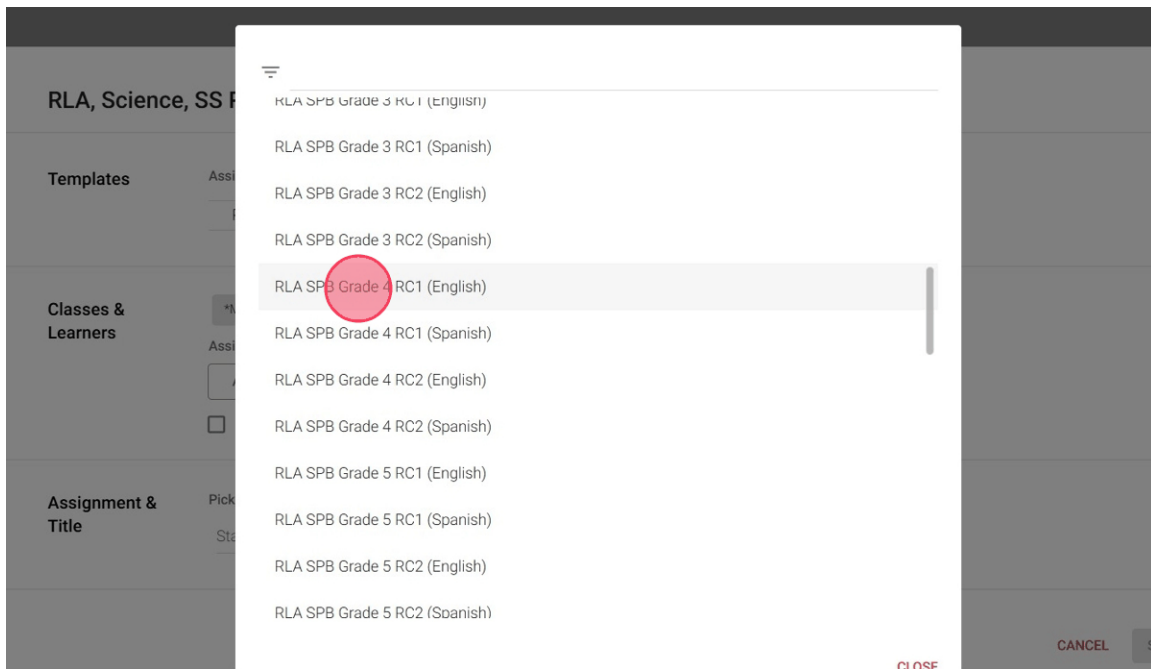 RLA, Science, SS
RLA SPB Grade 3 RC1 (English)
RLA SPB Grade 3 RC1 (Spanish)
Templates
Assi
RLA SPB Grade 3 RC2 (English)
RLA SPB Grade 3 RC2 (Spanish)
RLA SPB Grade 4 RC1 (English)
Classes &
Learners
RLA SPB Grade 4 RC1 (Spanish)
Assi
RLA SPB Grade 4 RC2 (English)
RLA SPB Grade 4 RC2 (Spanish)
RLA SPB Grade 5 RC1 (English)
Assignment &
Title
Pick
RLA SPB Grade 5 RC1 (Spanish)
Sta
RLA SPB Grade 5 RC2 (English)
RLA SPB Grade 5 RC2 (Spanish)
CANCEL
CLOSE